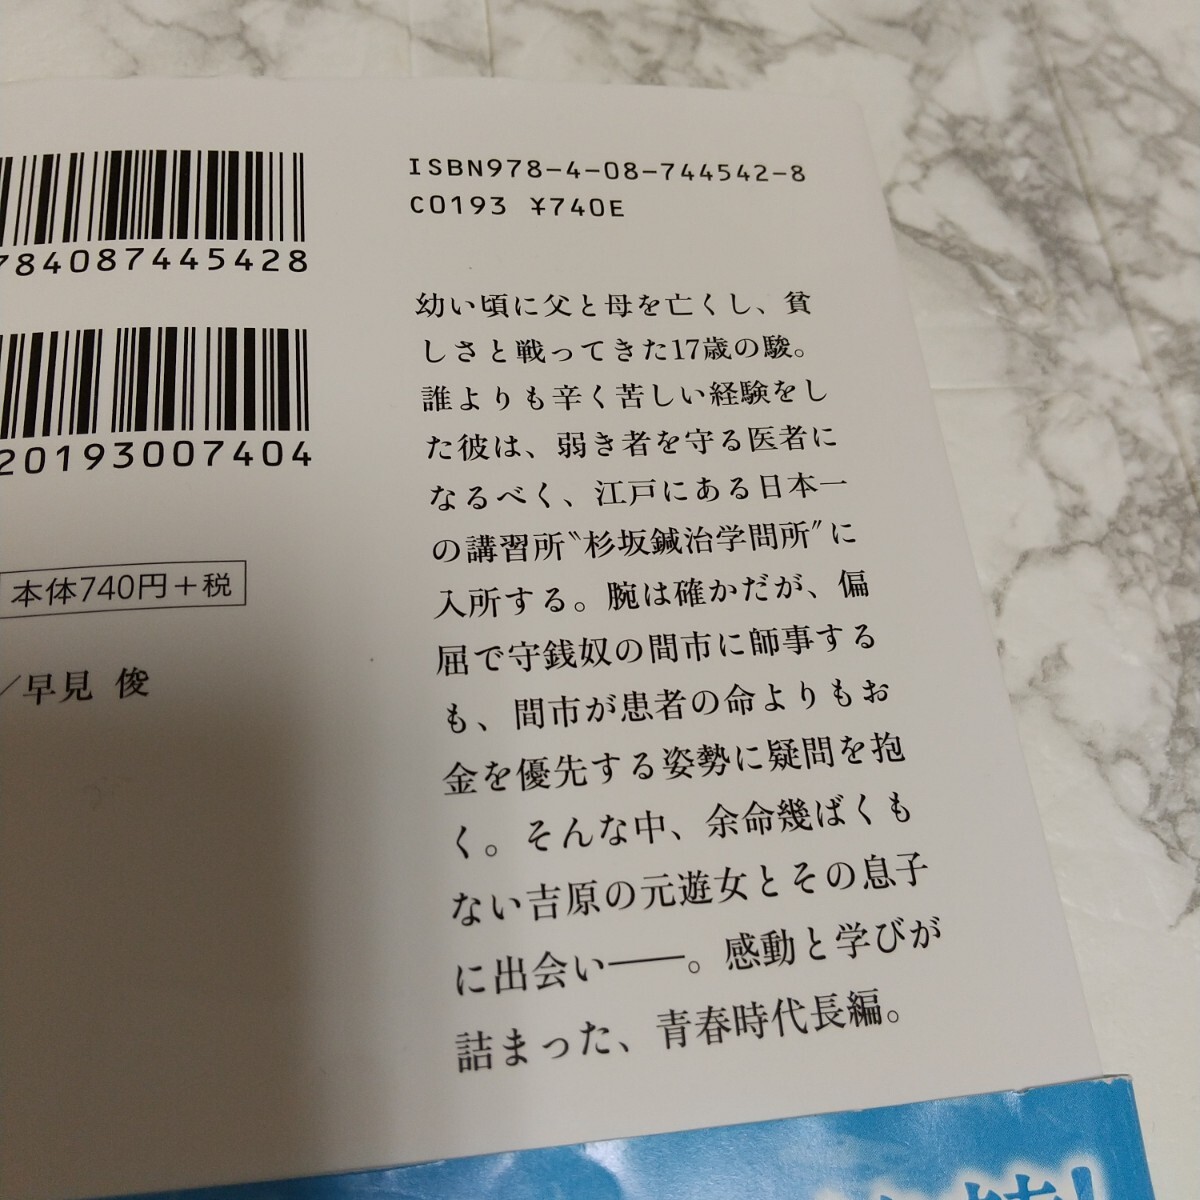 ISBN978-4-08-744542-8
C0193 ¥740E
784087445428
20193007404
本体740円+税
／早見 俊
幼い頃に父と母を亡くし、貧
しさと戦ってきた17歳の駿。
誰よりも辛く苦しい経験をし
た彼は、弱き者を守る医者に
なるべく、江戸にある日本一
の講習所〝杉坂鍼治学問所〟に
入所する。腕は確かだが、偏
屈で守銭奴の間市に師事する
も、間市が患者の命よりもお
金を優先する姿勢に疑問を抱
く。そんな中、余命幾ばくも
ない吉原の元遊女とその息子
に出会い――。感動と学びが
詰まった、青春時代長編。